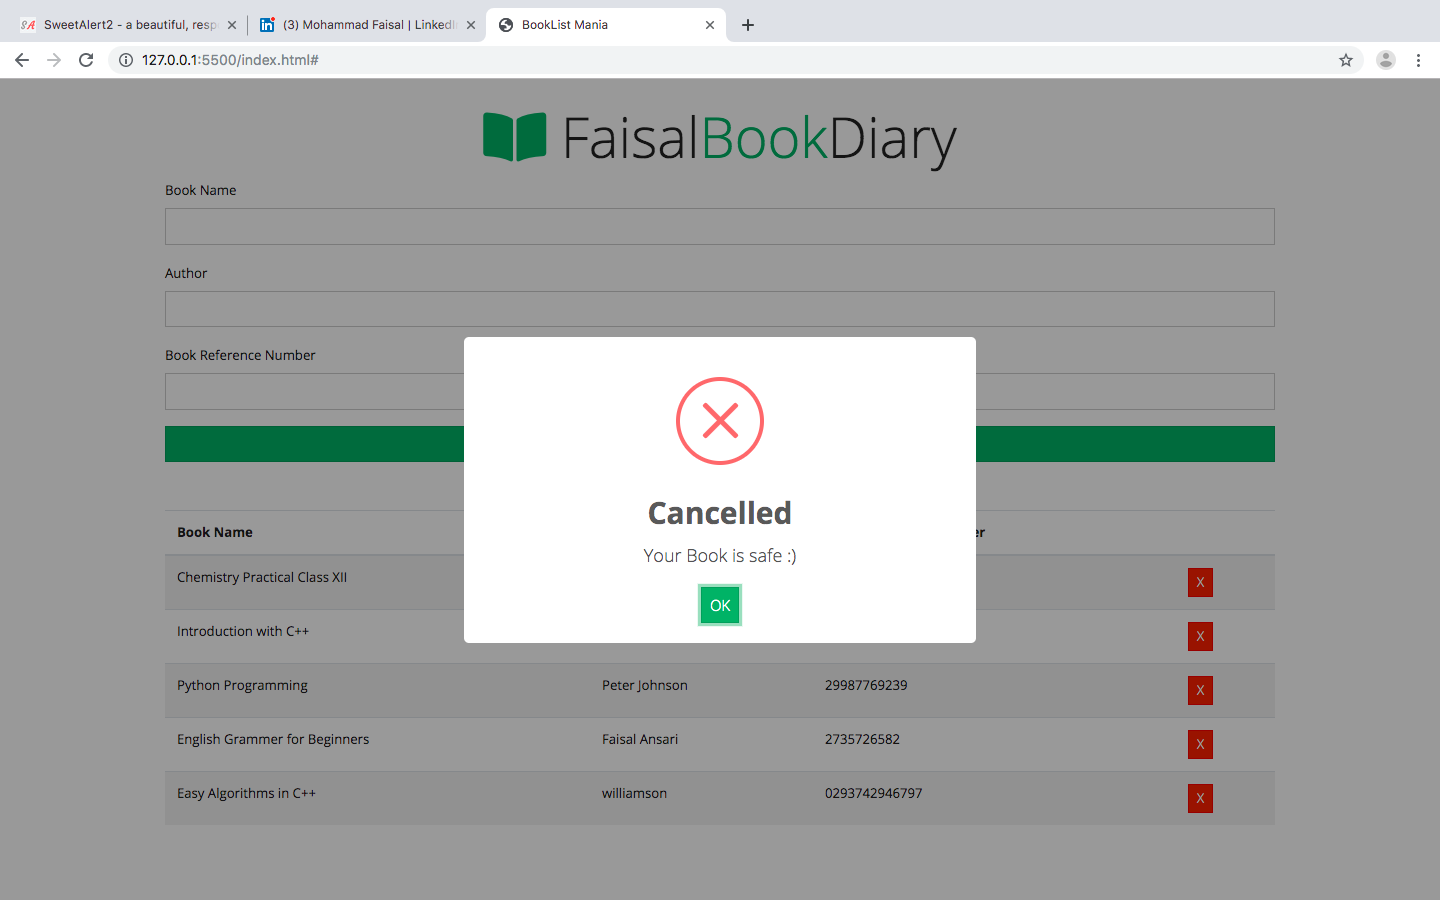 SweetAlert2 - a beautiful, resp
(3) Mohammad Faisal | LinkedI
BookList Mania
127.0.0.1:5500/index.html#
FaisalBookDiary
Book Name
Author
Book Reference Number
Cancelled
Your Book is safe :)
OK
Book Name er
Chemistry Practical Class XII X
Introduction with C++ X
Python Programming Peter Johnson 29987769239 X
English Grammer for Beginners Faisal Ansari 2735726582 X
Easy Algorithms in C++ williamson 0293742946797 X